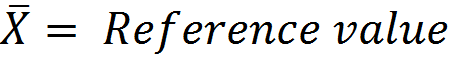 X̅ = Reference value